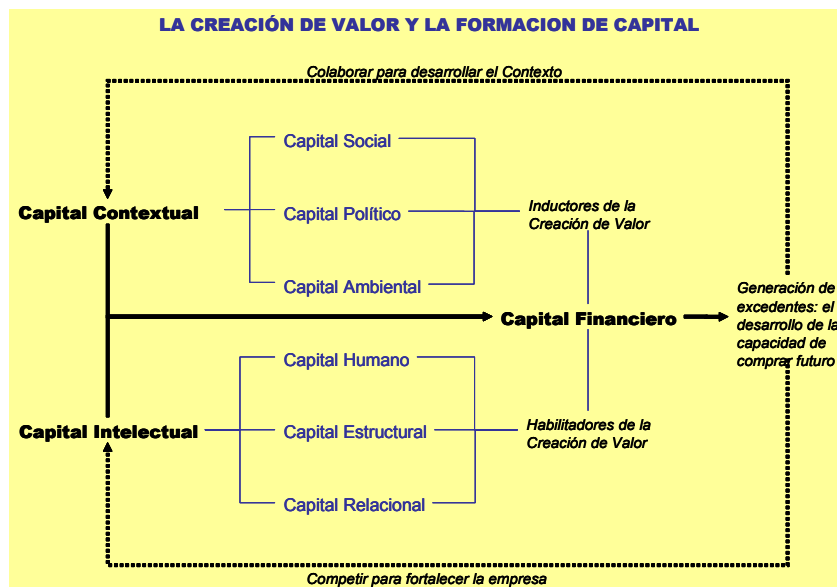 LA CREACIÓN DE VALOR Y LA FORMACION DE CAPITAL
Colaborar para desarrollar el Contexto
Capital Social
Capital Contextual
Capital Político
Inductores de la
Creación de Valor
Capital Ambiental
Generación de
excedentes: el
desarrollo de la
capacidad de
comprar futuro
Capital Financiero
Capital Humano
Capital Intelectual
Capital Estructural
Habilitadores de la
Creación de Valor
Capital Relacional
Competir para fortalecer la empresa